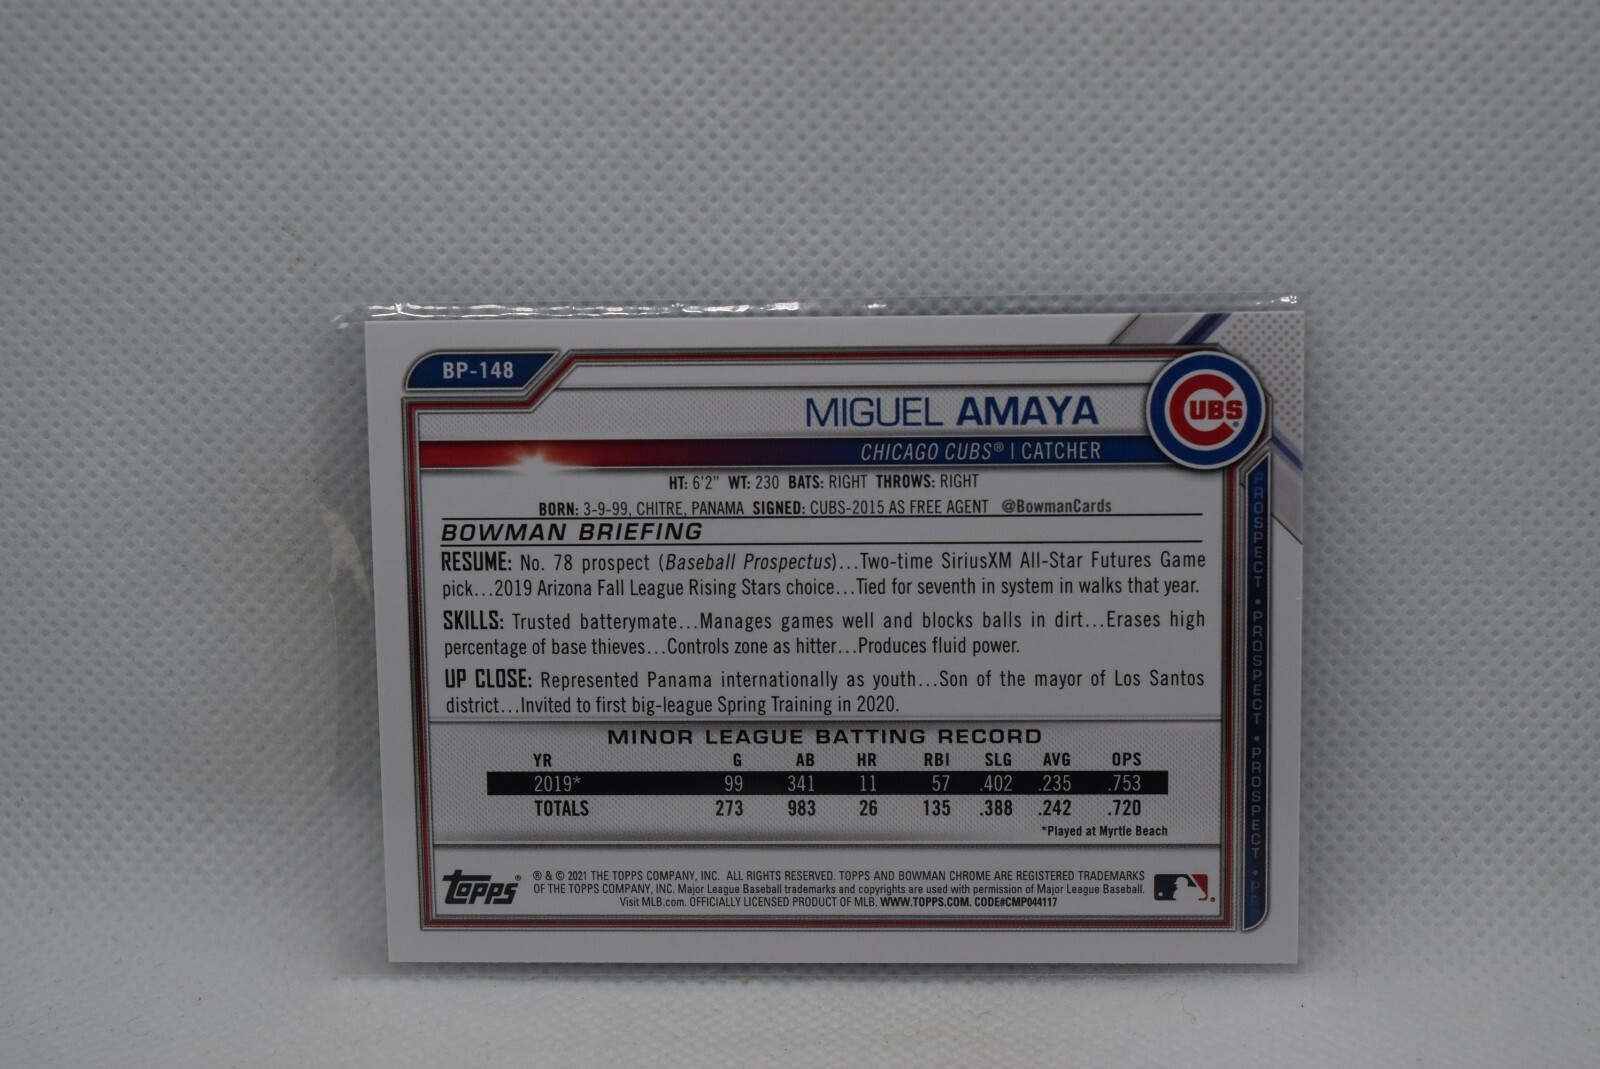 BP-148
MIGUEL AMAYA
CUBS®
CHICAGO CUBS® | CATCHER
HT: 6'2" WT: 230 BATS: RIGHT THROWS: RIGHT
BORN: 3-9-99, CHITRE, PANAMA SIGNED: CUBS-2015 AS FREE AGENT @BowmanCards
BOWMAN BRIEFING
RESUME: No. 78 prospect (Baseball Prospectus)...Two-time SiriusXM All-Star Futures Game
pick...2019 Arizona Fall League Rising Stars choice...Tied for seventh in system in walks that year.
SKILLS: Trusted batterymate...Manages games well and blocks balls in dirt...Erases high
percentage of base thieves...Controls zone as hitter...Produces fluid power.
UP CLOSE: Represented Panama internationally as youth...Son of the mayor of Los Santos
district...Invited to first big-league Spring Training in 2020.
MINOR LEAGUE BATTING RECORD
YR G AB HR RBI SLG AVG OPS
2019* 99 341 11 57 .402 .235 .753
TOTALS 273 983 26 135 .388 .242 .720
*Played at Myrtle Beach
topps®
® & © 2021 THE TOPPS COMPANY, INC. ALL RIGHTS RESERVED. TOPPS AND BOWMAN CHROME ARE REGISTERED TRADEMARKS
OF THE TOPPS COMPANY, INC. Major League Baseball trademarks and copyrights are used with permission of Major League Baseball.
Visit MLB.com. OFFICIALLY LICENSED PRODUCT OF MLB. WWW.TOPPS.COM. CODE#CMP044117
PROSPECT • PROSPECT • PROSPECT • PR